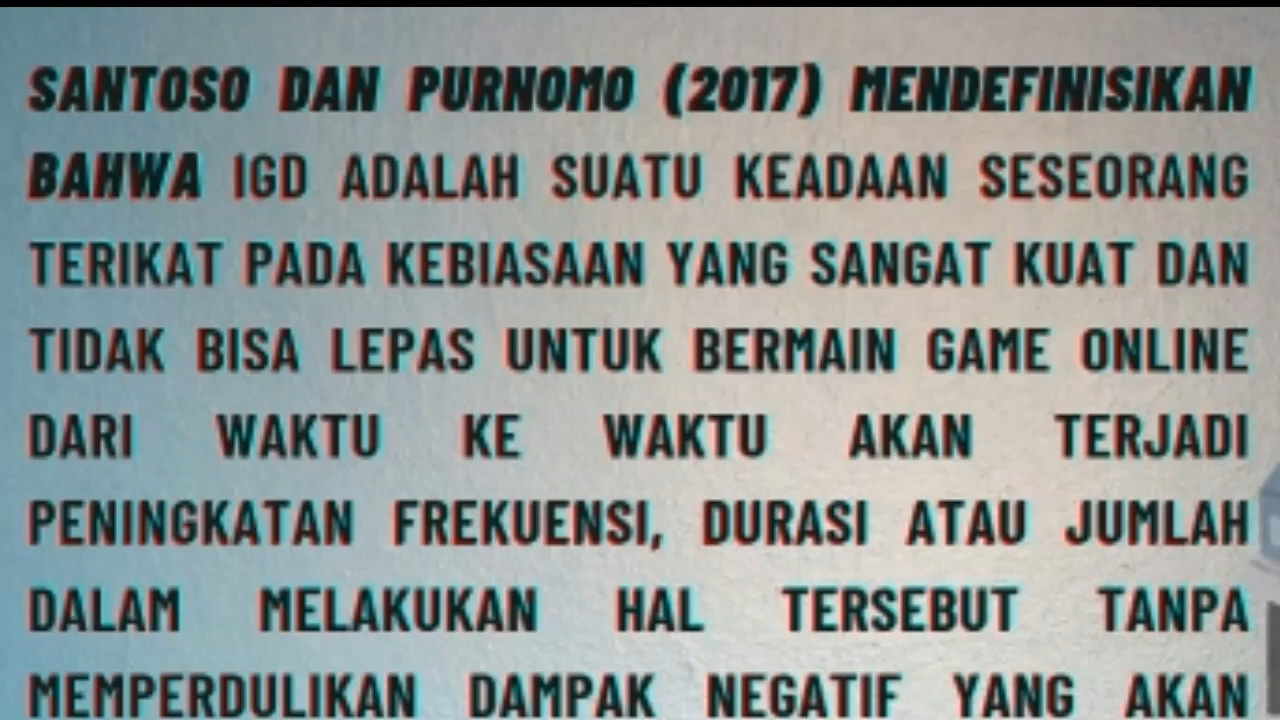 SANTOSO DAN PURNOMO (2017) MENDEFINISIKAN
BAHWA IGD ADALAH SUATU KEADAAN SESEORANG
TERIKAT PADA KEBIASAAN YANG SANGAT KUAT DAN
TIDAK BISA LEPAS UNTUK BERMAIN GAME ONLINE
DARI WAKTU KE WAKTU AKAN TERJADI
PENINGKATAN FREKUENSI, DURASI ATAU JUMLAH
DALAM MELAKUKAN HAL TERSEBUT TANPA
MEMPERDULIKAN DAMPAK NEGATIF YANG AKAN